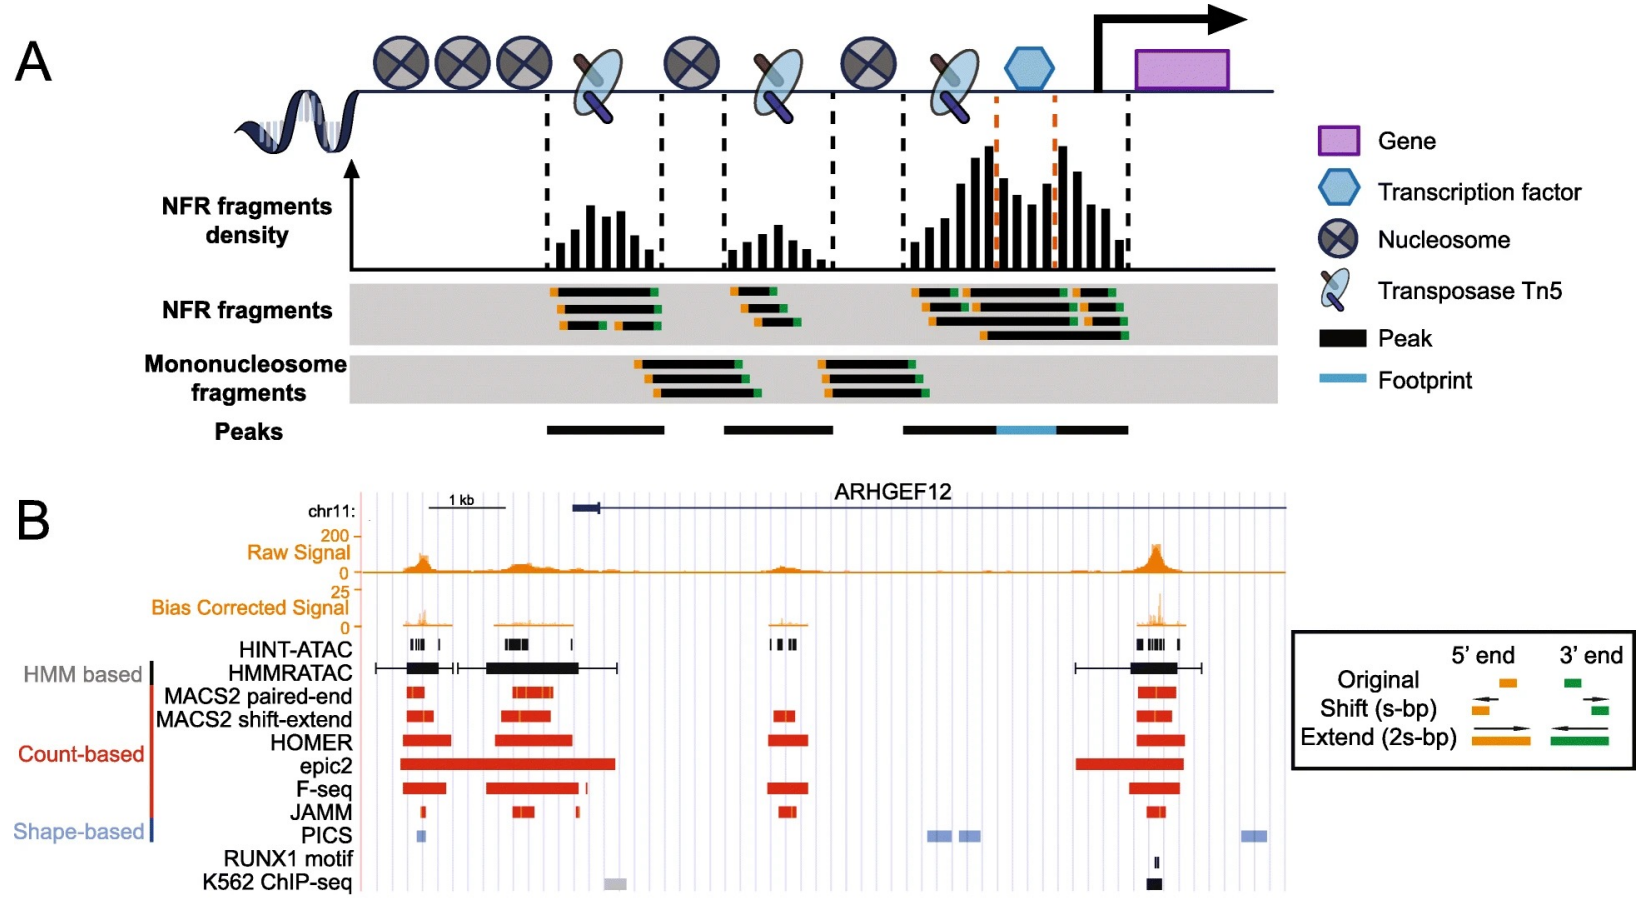 A
NFR fragments
density
NFR fragments
Mononucleosome
fragments
Peaks
Gene
Transcription factor
Nucleosome
Transposase Tn5
Peak
Footprint
B
ARHGEF12
1 kb
chr11:
200
Raw Signal
0
25
Bias Corrected Signal
0
HINT-ATAC
HMM based
HMMRATAC
MACS2 paired-end
MACS2 shift-extend
HOMER
Count-based
epic2
F-seq
JAMM
Shape-based
PICS
RUNX1 motif
K562 ChIP-seq
5' end 3' end
Original
Shift (s-bp)
Extend (2s-bp)